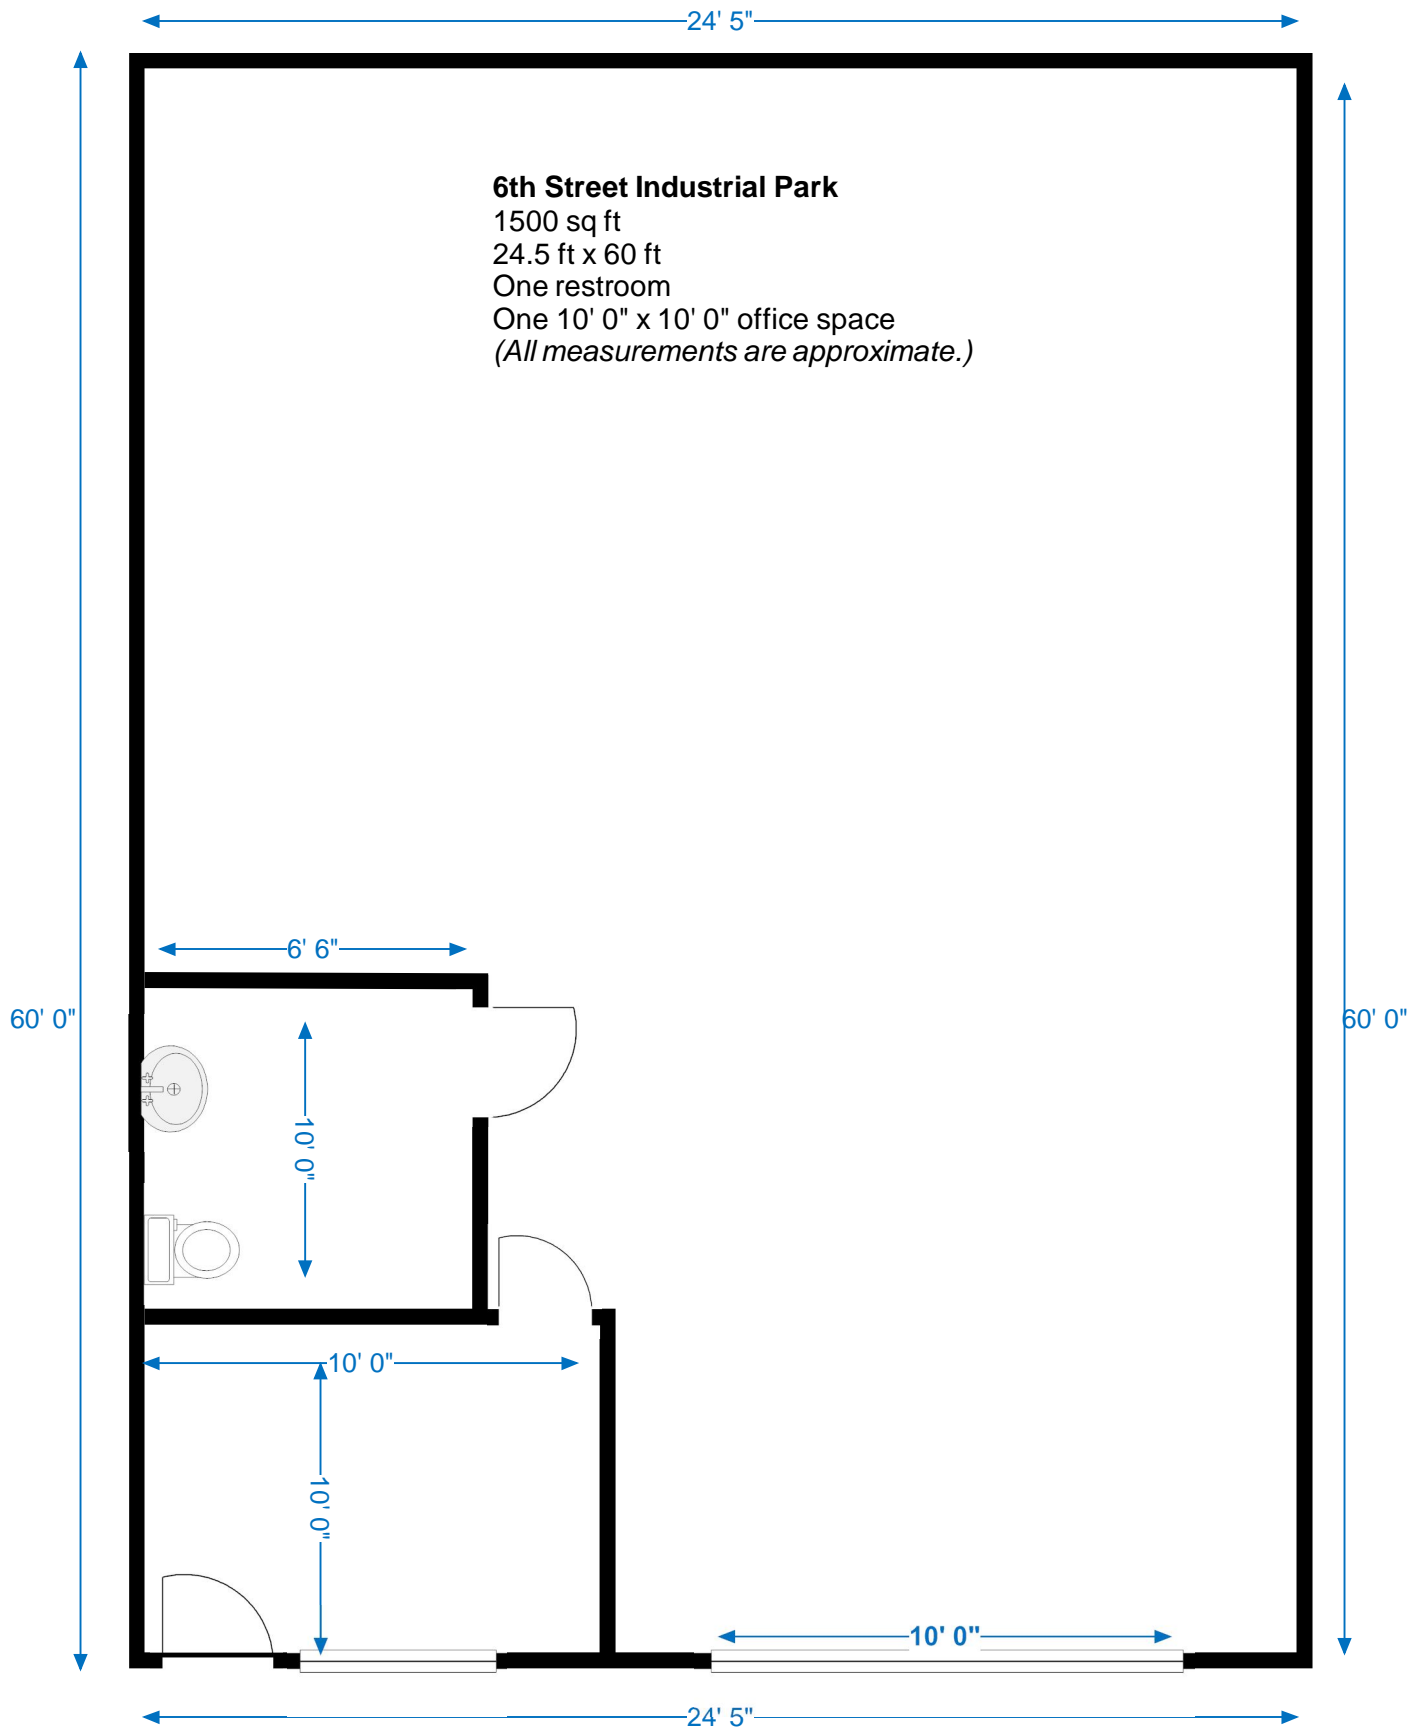 24' 5"
6th Street Industrial Park
1500 sq ft
24.5 ft x 60 ft
One restroom
One 10' 0" x 10' 0" office space
(All measurements are approximate.)
6' 6"
60' 0"
60' 0"
10' 0"
10' 0"
10' 0"
10' 0"
24' 5"